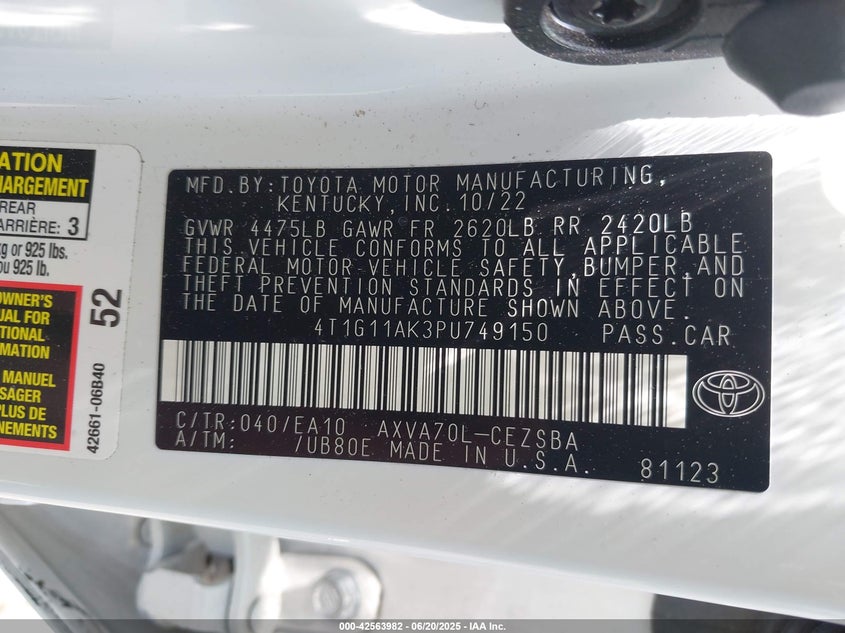 ATION
HARGEMENT
REAR
ARRIÈRE: 3
kg or 925 lbs.
ou 925 lb.
OWNER'S
UAL FOR
TIONAL
RMATION
MANUEL
SAGER
PLUS DE
NEMENTS
52
42661-06B40
MFD.BY:TOYOTA MOTOR MANUFACTURING,
KENTUCKY, INC. 10/22
GVWR 4475LB GAWR FR 2620LB RR 2420LB
THIS VEHICLE CONFORMS TO ALL APPLICABLE
FEDERAL MOTOR VEHICLE SAFETY,BUMPER,AND
THEFT PREVENTION STANDARDS IN EFFECT ON
THE DATE OF MANUFACTURE SHOWN ABOVE.
4T1G11AK3PU749150 PASS.CAR
C/TR:040/EA10 AXVA70L-CEZSBA
A/TM: /UB80E MADE IN U.S.A. 81123
000-42563982 | 06/20/2025 | IAA Inc.